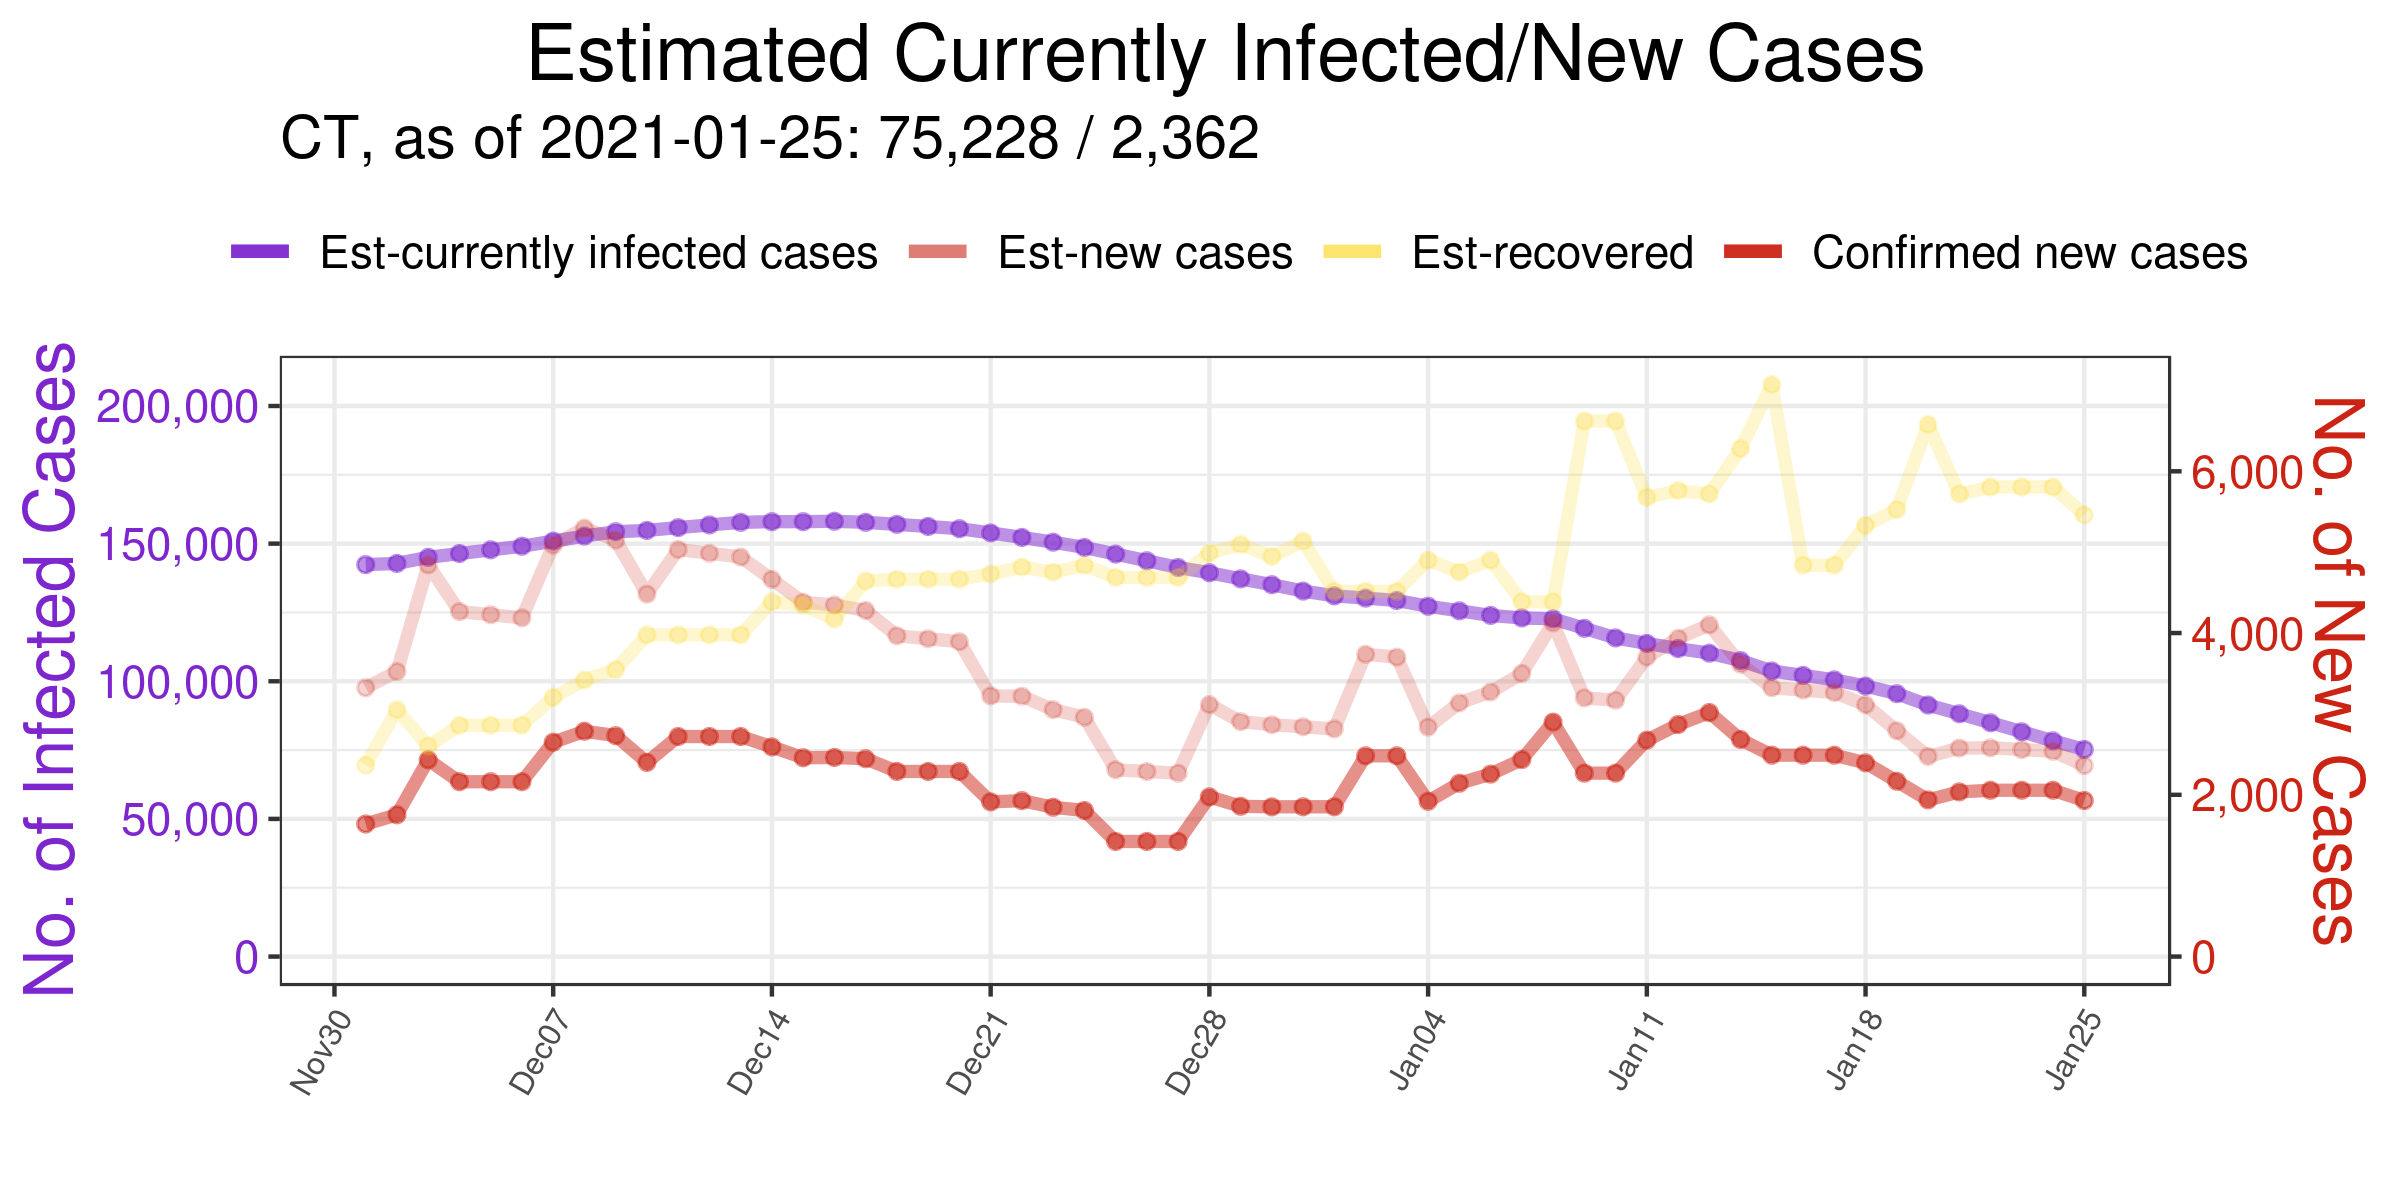 Estimated Currently Infected/New Cases
CT, as of 2021-01-25: 75,228 / 2,362
Est-currently infected cases Est-new cases Est-recovered Confirmed new cases
No. of Infected Cases
200,000
150,000
100,000
50,000
0
6,000
4,000
2,000
0
No. of New Cases
Nov30 Dec07 Dec14 Dec21 Dec28 Jan04 Jan11 Jan18 Jan25